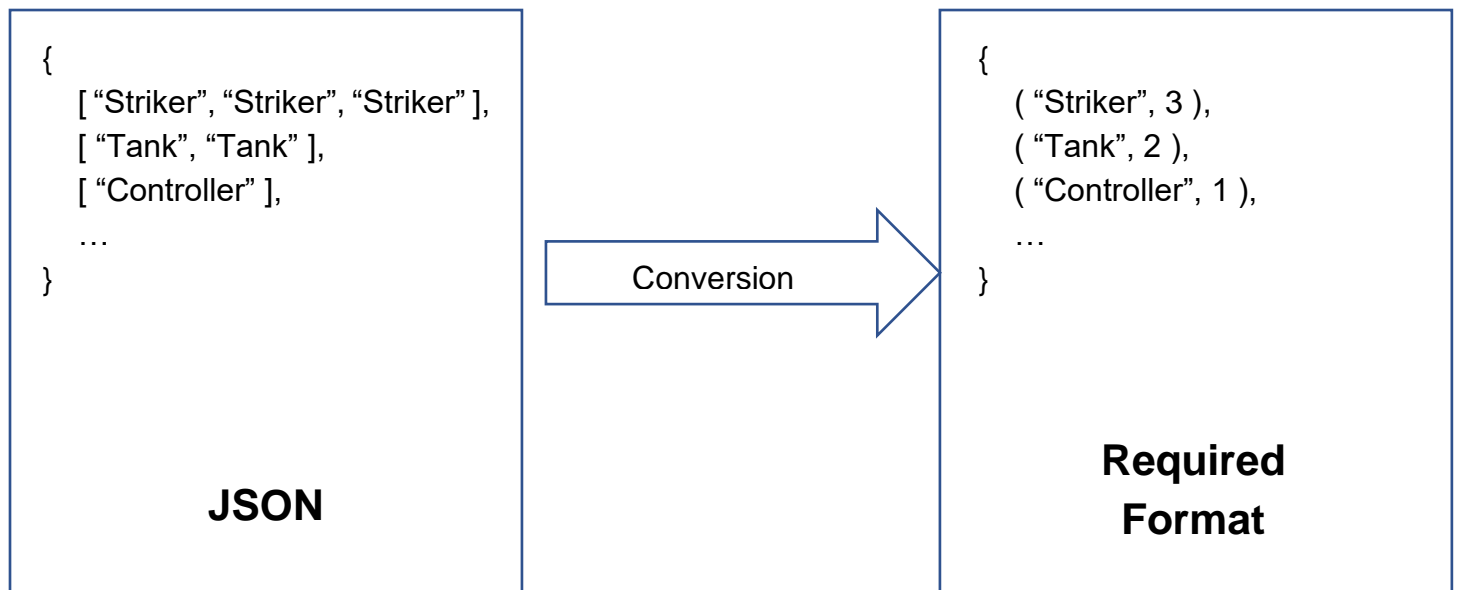 {
[ “Striker”, “Striker”, “Striker” ],
[ “Tank”, “Tank” ],
[ “Controller” ],
…
}
JSON
Conversion
{
( “Striker”, 3 ),
( “Tank”, 2 ),
( “Controller”, 1 ),
…
}
Required
Format